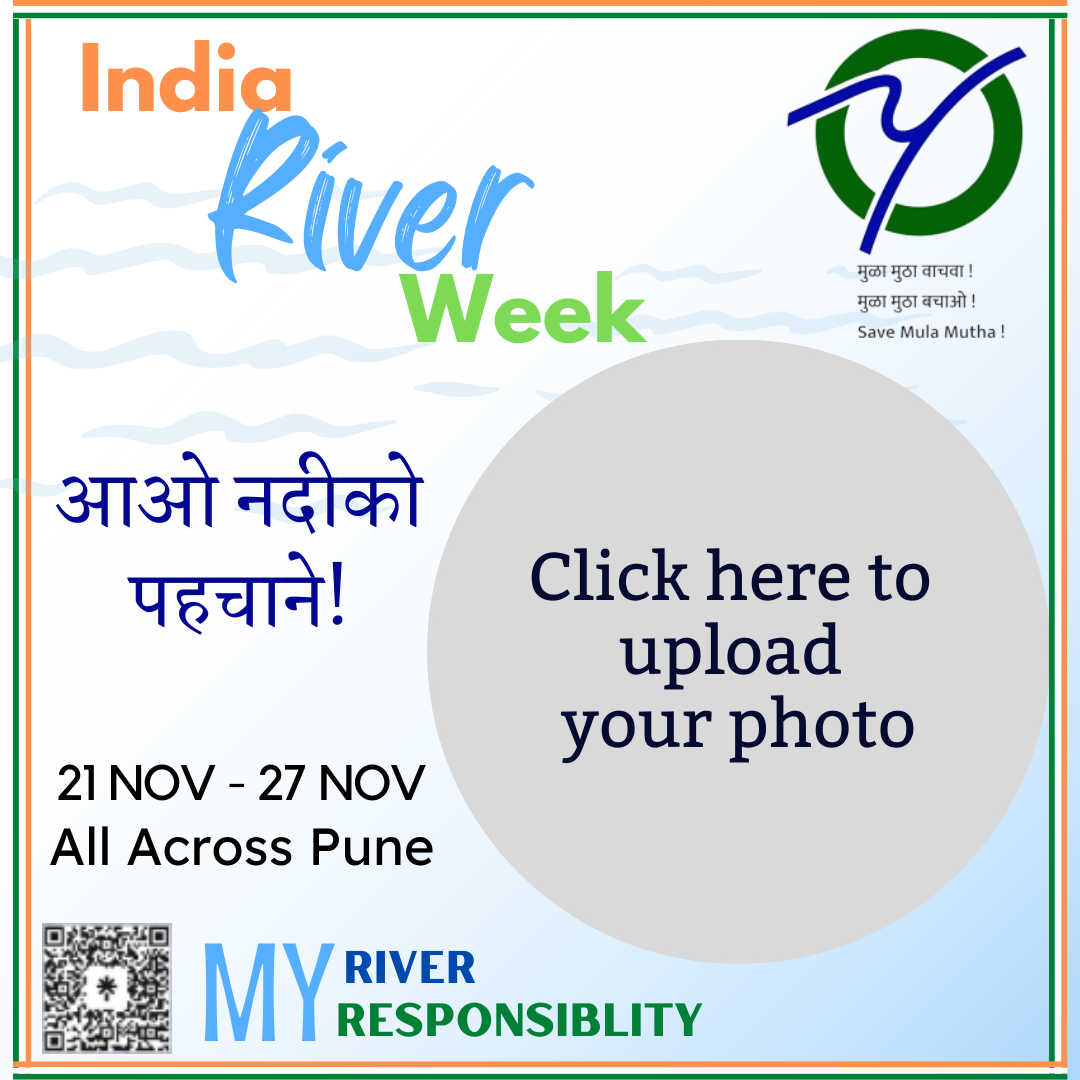 India
River
Week
मुळा मुठा वाचवा !
मुळा मुठा बचाओ !
Save Mula Mutha !
आओ नदीको
पहचाने!
Click here to
upload
your photo
21 NOV - 27 NOV
All Across Pune
MY RIVER
RESPONSIBLITY